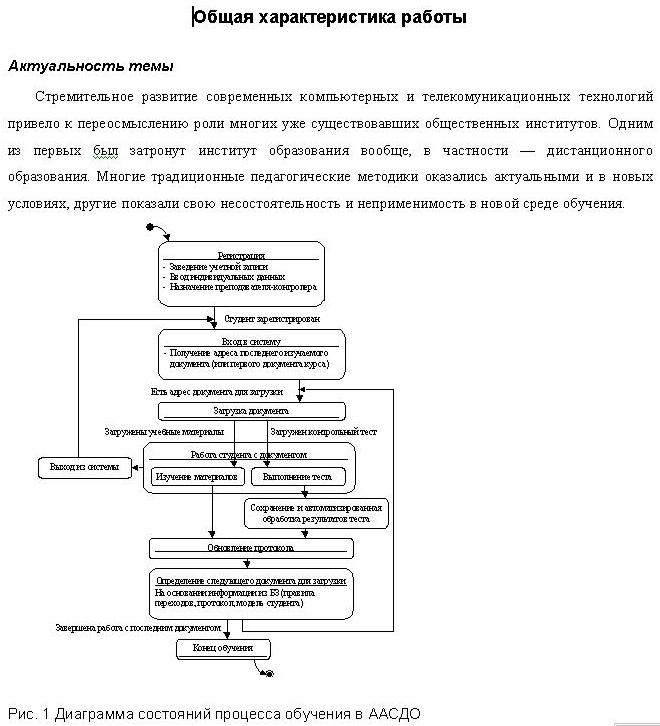 Общая характеристика работы
Актуальность темы
Стремительное развитие современных компьютерных и телекомуникационных технологий
привело к переосмыслению роли многих уже существовавших общественных институтов. Одним
из первых был затронут институт образования вообще, в частности — дистанционного
образования. Многие традиционные педагогические методики оказались актуальными и в новых
условиях, другие показали свою несостоятельность и неприменимость в новой среде обучения.
Регистрация
- Заведение учетной записи
- Ввод индивидуальных данных
- Назначение преподавателя-контролера
Студент зарегистрирован
Вход в систему
- Получение адреса последнего изучаемого
документа (или первого документа курса)
Есть адрес документа для загрузки
Загрузка документа
Загружены учебные материалы
Загружен контрольный тест
Работа студента с документом
Выход из системы
Изучение материалов
Выполнение теста
Сохранение и автоматизированная
обработка результатов теста
Обновление протокола
Определение следующего документа для загрузки
На основании информации из БЗ (правила
переходов, протокол, модель студента)
Завершена работа с последним документом
Конец обучения
Рис. 1 Диаграмма состояний процесса обучения в ААСДО